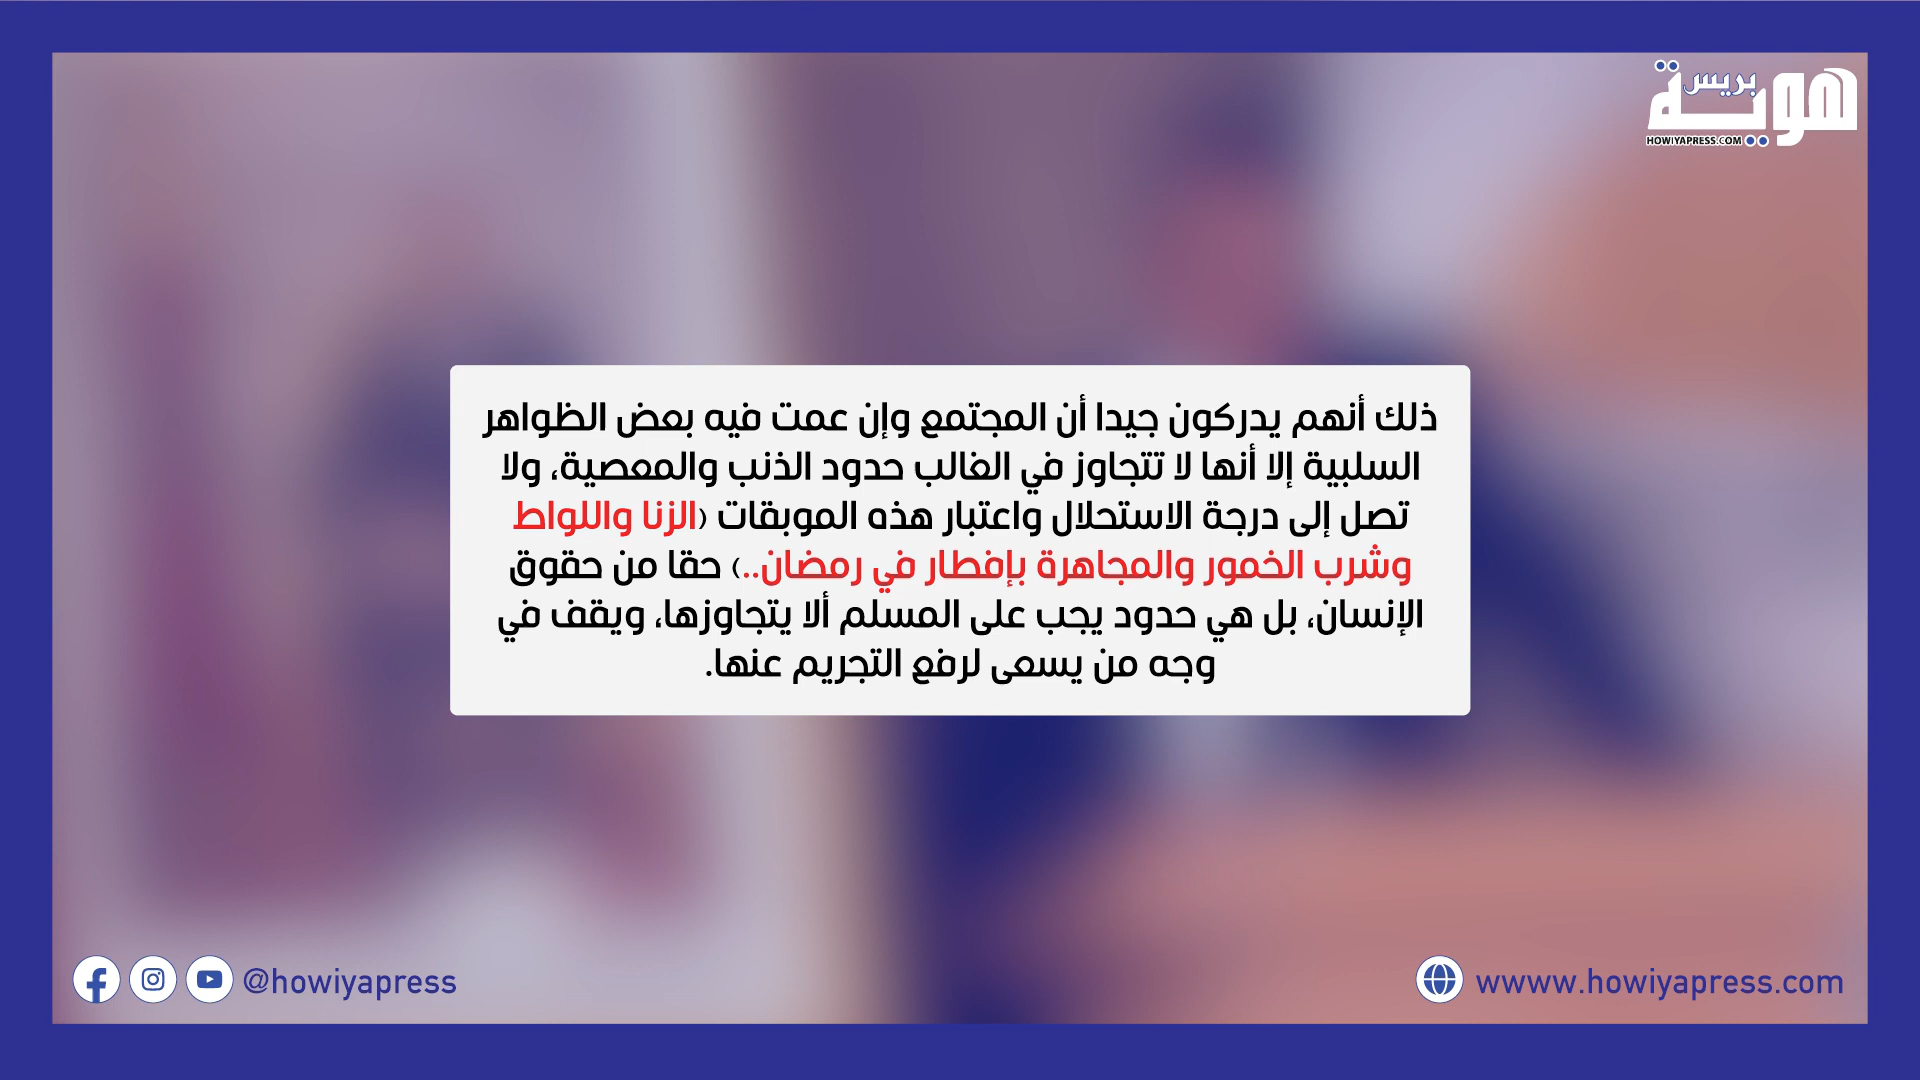 هوية
بريس
HOWIYAPRESS.COM
ذلك أنهم يدركون جيدا أن المجتمع وإن عمت فيه بعض الظواهر
السلبية إلا أنها لا تتجاوز في الغالب حدود الذنب والمعصية، ولا
تصل إلى درجة الاستحلال واعتبار هذه الموبقات (الزنا واللواط
وشرب الخمور والمجاهرة بإفطار في رمضان..) حقا من حقوق
الإنسان، بل هي حدود يجب على المسلم ألا يتجاوزها، ويقف في
وجه من يسعى لرفع التجريم عنها.
@howiyapress
wwww.howiyapress.com